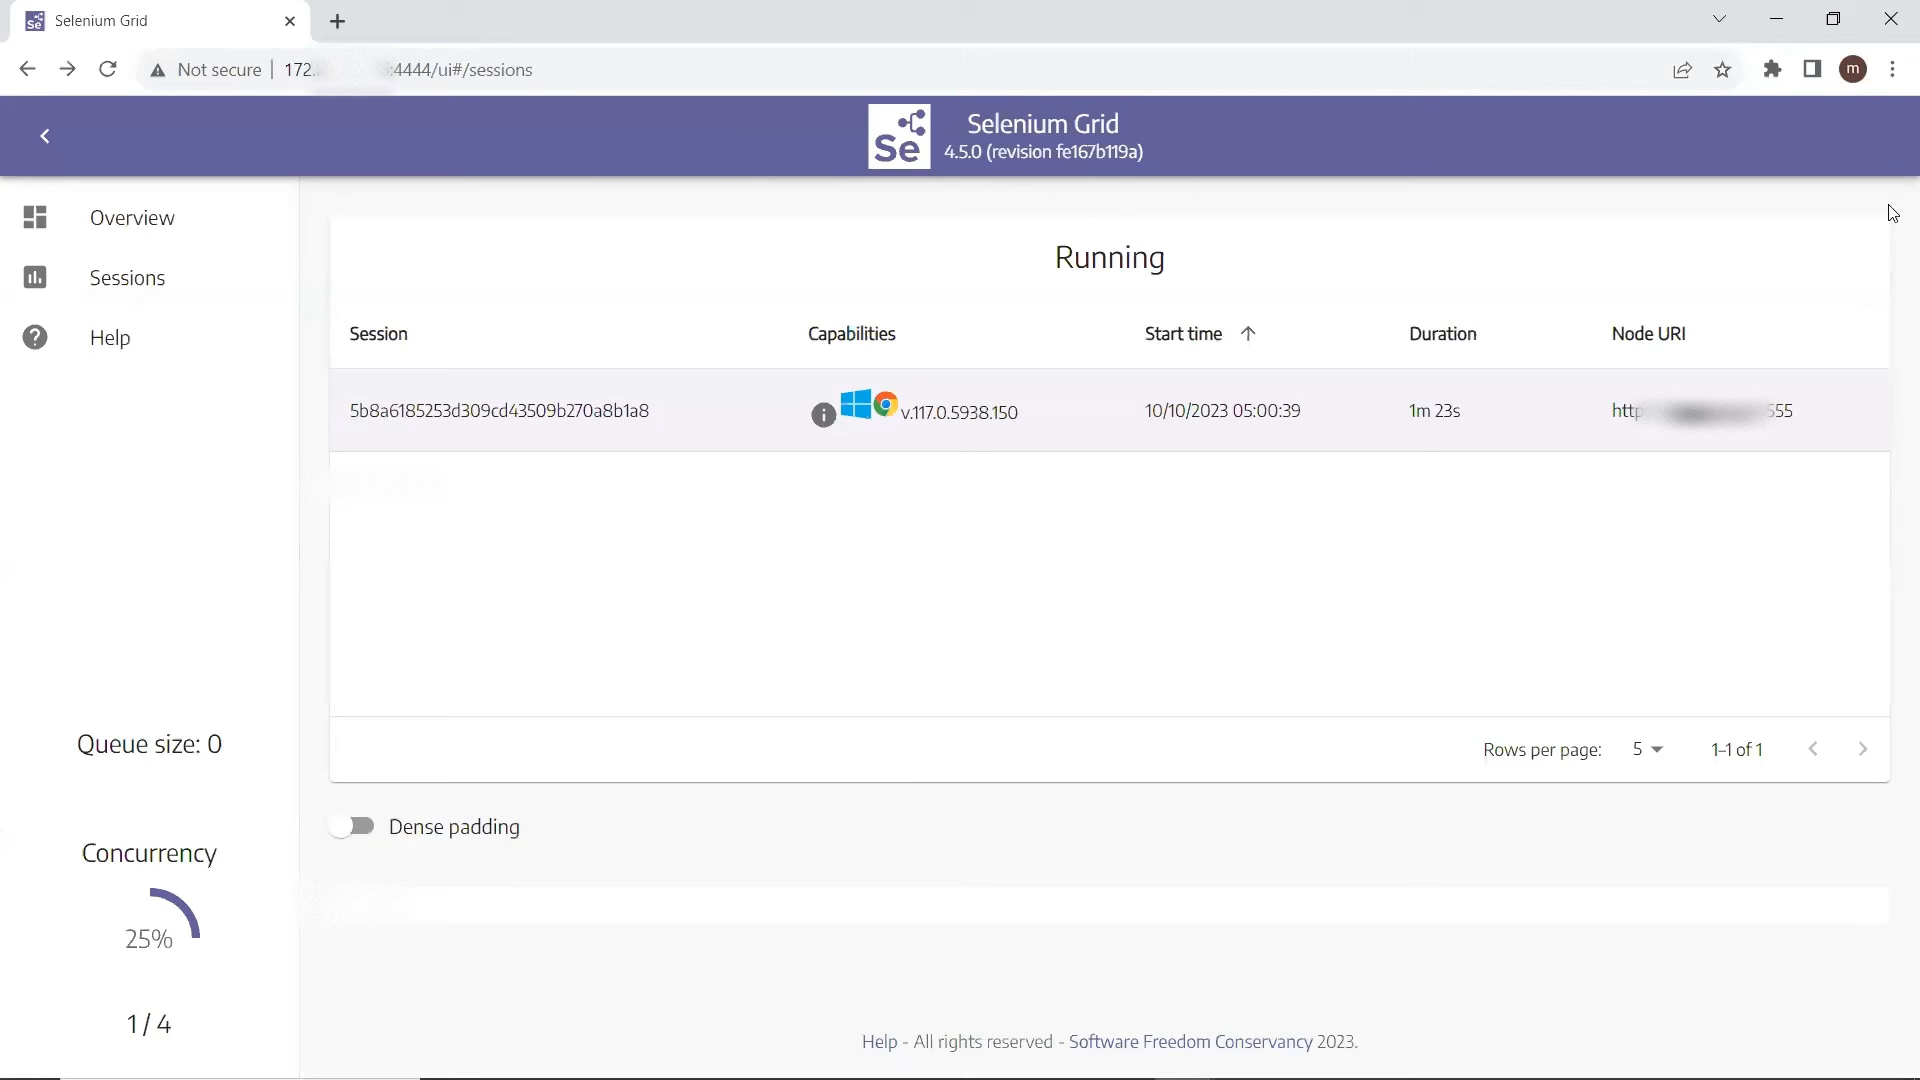 Selenium Grid
Not secure 172. :4444/ui#/sessions
m
Se
Selenium Grid
4.5.0 (revision fe167b119a)
Overview
Sessions
Help
Running
Session Capabilities Start time Duration Node URI
5b8a6185253d309cd43509b270a8b1a8 v.117.0.5938.150 10/10/2023 05:00:39 1m 23s http 555
Rows per page: 5 1-1 of 1
Dense padding
Queue size: 0
Concurrency
25%
1 / 4
Help - All rights reserved - Software Freedom Conservancy 2023.